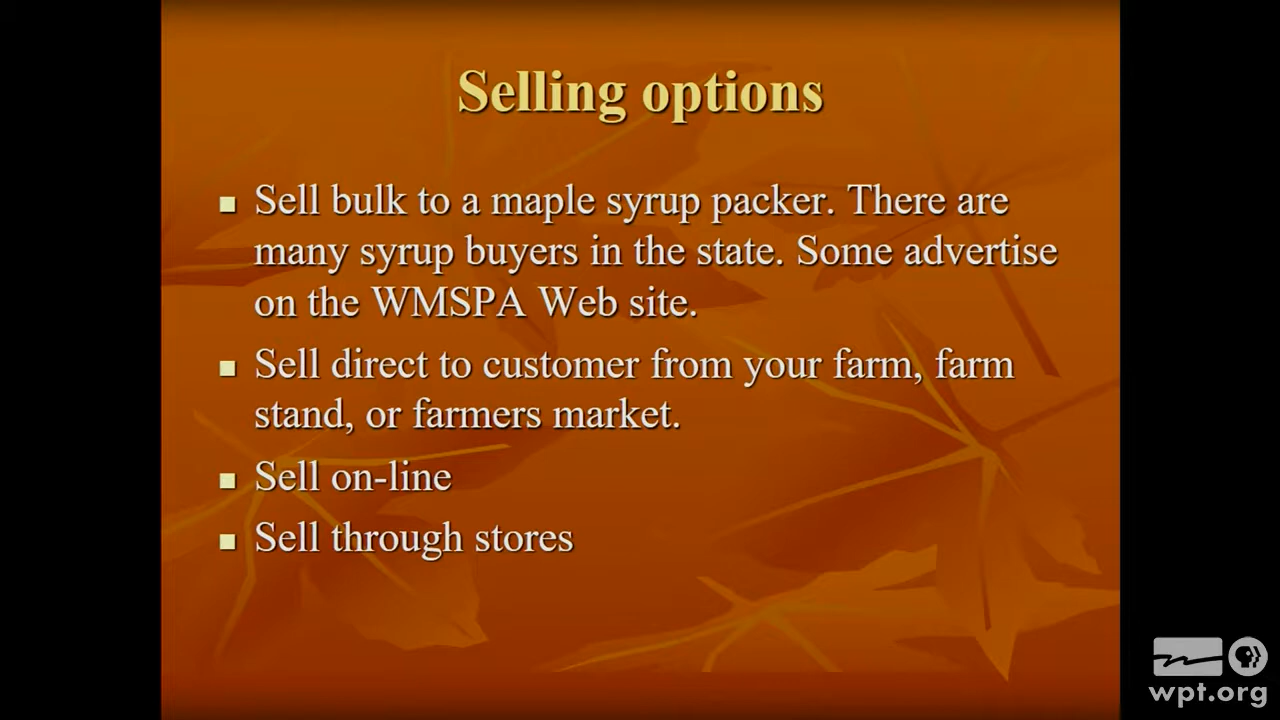 Selling options
Sell bulk to a maple syrup packer. There are
many syrup buyers in the state. Some advertise
on the WMSPA Web site.
Sell direct to customer from your farm, farm
stand, or farmers market.
Sell on-line
Sell through stores
wpt.org